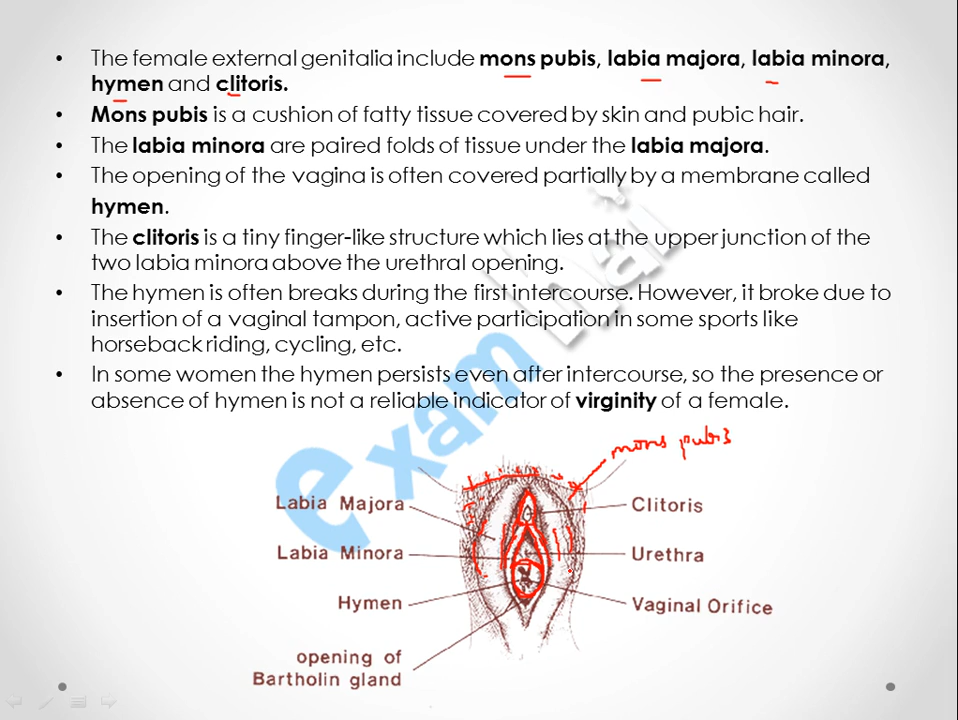 • The female external genitalia include mons pubis, labia majora, labia minora,
hymen and clitoris.
• Mons pubis is a cushion of fatty tissue covered by skin and pubic hair.
• The labia minora are paired folds of tissue under the labia majora.
• The opening of the vagina is often covered partially by a membrane called
hymen.
• The clitoris is a tiny finger-like structure which lies at the upper junction of the
two labia minora above the urethral opening.
• The hymen is often breaks during the first intercourse. However, it broke due to
insertion of a vaginal tampon, active participation in some sports like
horseback riding, cycling, etc.
• In some women the hymen persists even after intercourse, so the presence or
absence of hymen is not a reliable indicator of virginity of a female.
examhai
mons pubis
Labia Majora
Clitoris
Labia Minora
Urethra
Hymen
Vaginal Orifice
opening of
Bartholin gland